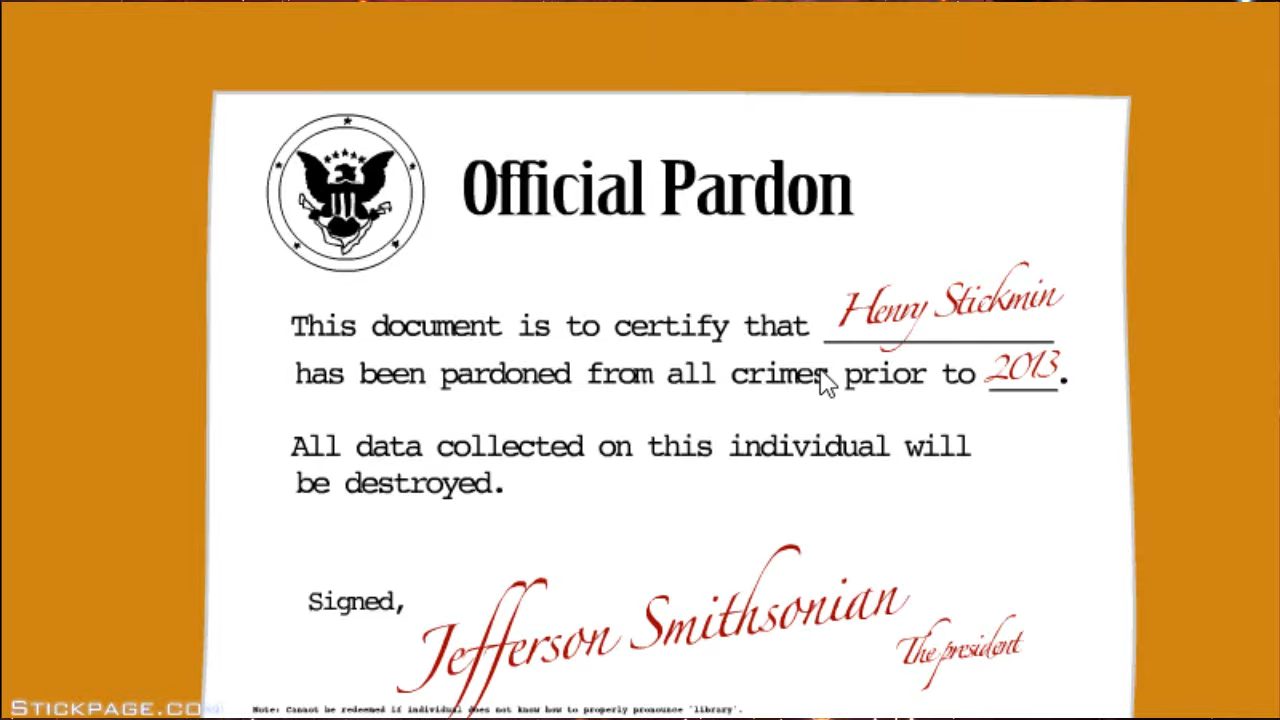 Official Pardon
This document is to certify that Henry Stickmin
has been pardoned from all crimes prior to 2013.
All data collected on this individual will
be destroyed.
Signed,
Jefferson Smithsonian
The president
STICKPAGE.CO
Note: Cannot be redeemed if individual does not know how to properly pronounce 'library'.